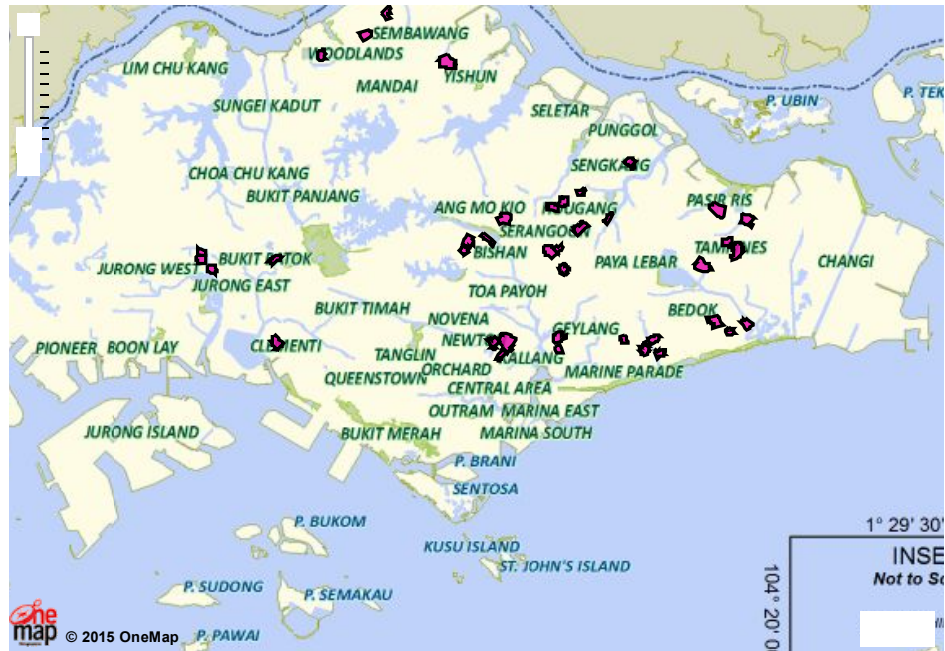 SEMBAWANG
WOODLANDS
LIM CHU KANG
YISHUN
MANDAI
SUNGEI KADUT
SELETAR
P. UBIN
P. TEK
PUNGGOL
SENGKANG
CHOA CHU KANG
BUKIT PANJANG
PASIR RIS
ANG MO KIO
HOUGANG
SERANGOON
BISHAN
TAMPINES
BUKIT BATOK
PAYA LEBAR
CHANGI
JURONG WEST
JURONG EAST
TOA PAYOH
BUKIT TIMAH
BEDOK
NOVENA
GEYLANG
NEWTON
PIONEER
BOON LAY
CLEMENTI
TANGLIN
KALLANG
ORCHARD
MARINE PARADE
QUEENSTOWN
CENTRAL AREA
OUTRAM
MARINA EAST
JURONG ISLAND
BUKIT MERAH
MARINA SOUTH
P. BRANI
SENTOSA
P. BUKOM
1° 29' 30'
KUSU ISLAND
INSE
ST. JOHN'S ISLAND
Not to Sc
104° 20' 0
P. SUDONG
P. SEMAKAU
One
map © 2015 OneMap
P. PAWAI